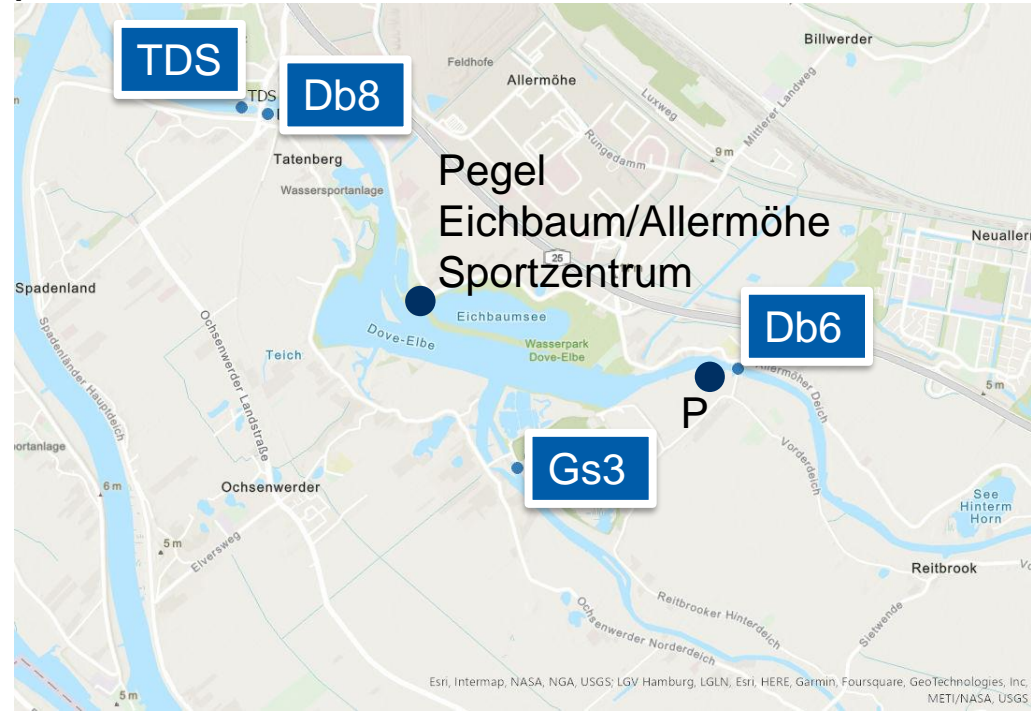 Billwerder
TDS
Feldhofe
Allermöhe
Luxweg
Mittlerer Landweg
TDS
Db8
Rungedamm
9 m
Tatenberg
Wassersportanlage
Pegel
Eichbaum/Allermöhe
Sportzentrum
25
Neualler
Spadenland
Eichbaumsee
Dove-Elbe
Wasserpark
Dove-Elbe
Db6
Teich
Ochsenwerder Landstraße
Spadenländer Hauptdeich
Allermöher Deich
5 m
P
Vorderdeich
ortanlage
Gs3
6 m
Ochsenwerder
See
Hinterm
Horn
5 m
Elversweg
Reitbrook
Vo
Reitbrooker Hinterdeich
Sietwende
Ochsenwerder Norderdeich
Esri, Intermap, NASA, NGA, USGS; LGV Hamburg, LGLN, Esri, HERE, Garmin, Foursquare, GeoTechnologies, Inc,
METI/NASA, USGS
5 m